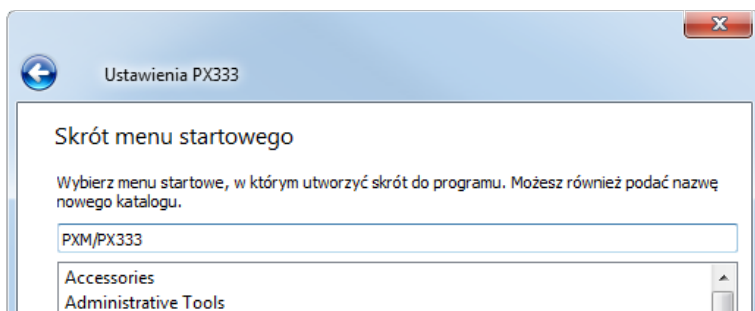 Ustawienia PX333
Skrót menu startowego
Wybierz menu startowe, w którym utworzyć skrót do programu. Możesz również podać nazwę
nowego katalogu.
PXM/PX333
Accessories
Administrative Tools